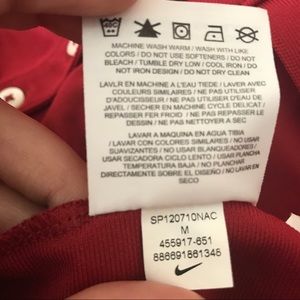 MACHINE WASH WARM / WASH WITH LIKE
COLORS / DO NOT USE SOFTENERS / DO NOT
BLEACH / TUMBLE DRY LOW / COOL IRON / DO
NOT IRON DESIGN / DO NOT DRY CLEAN
LAVER EN MACHINE A L'EAU TIEDE / LAVER AVEC
COULEURS SIMILAIRES / NE PAS UTILISER
D'ADOUCISSEUR / NE PAS UTILISER D'EAU DE
JAVEL / SECHER EN MACHINE CYCLE DELICAT /
REPASSER FER FROID / NE PAS REPASSER LE
DESSIN / NE PAS NETTOYER A SEC
LAVAR A MAQUINA EN AGUA TIBIA
/ LAVAR CON COLORES SIMILARES / NO USAR
SUAVIZANTES / NO USAR BLANQUEADORES /
USAR SECADORA CICLO LENTO / PLANCHAR CON
TEMPERATURA BAJA / NO PLANCHAR
DIRECTAMENTE SOBRE EL DISEÑO / NO LAVAR EN
SECO
SP120710NAC
M
455917-651
886691861346